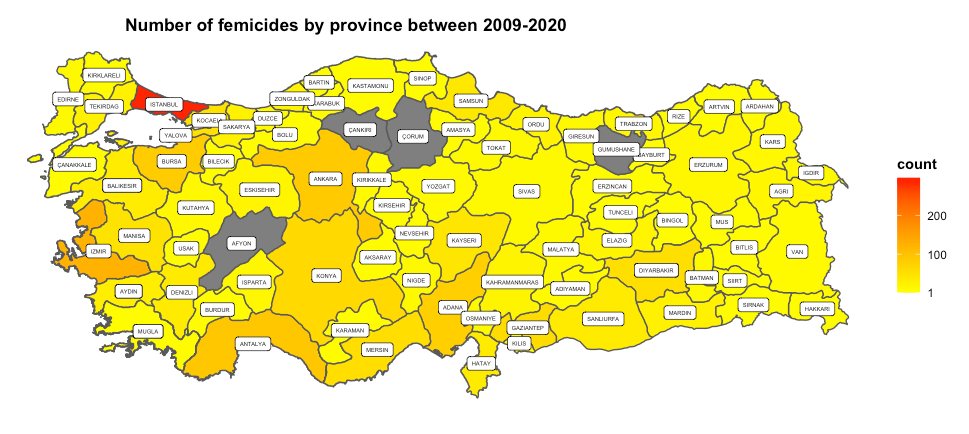 Number of femicides by province between 2009-2020
KIRKLARELI
EDIRNE
TEKIRDAG
ISTANBUL
BARTIN
KASTAMONU
SINOP
ZONGULDAK
ARABUK
SAMSUN
KOCAELI
SAKARYA
DUZCE
BOLU
YALOVA
ÇANKIRI
ÇORUM
AMASYA
ORDU
GIRESUN
TRABZON
RIZE
ARTVIN
ARDAHAN
TOKAT
GUMUSHANE
BAYBURT
KARS
ÇANAKKALE
BURSA
BILECIK
ERZURUM
IGDIR
BALIKESIR
ESKISEHIR
ANKARA
KIRIKKALE
YOZGAT
SIVAS
ERZINCAN
AGRI
KUTAHYA
KIRSEHIR
TUNCELI
BINGOL
MUS
MANISA
USAK
AFYON
NEVSEHIR
KAYSERI
ELAZIG
BITLIS
VAN
IZMIR
AKSARAY
MALATYA
KONYA
DIYARBAKIR
BATMAN
SIIRT
AYDIN
DENIZLI
ISPARTA
NIGDE
KAHRAMANMARAS
ADIYAMAN
BURDUR
ADANA
OSMANIYE
SANLIURFA
MARDIN
SIRNAK
HAKKARI
MUGLA
ANTALYA
KARAMAN
MERSIN
GAZIANTEP
KILIS
HATAY
count
200
100
1